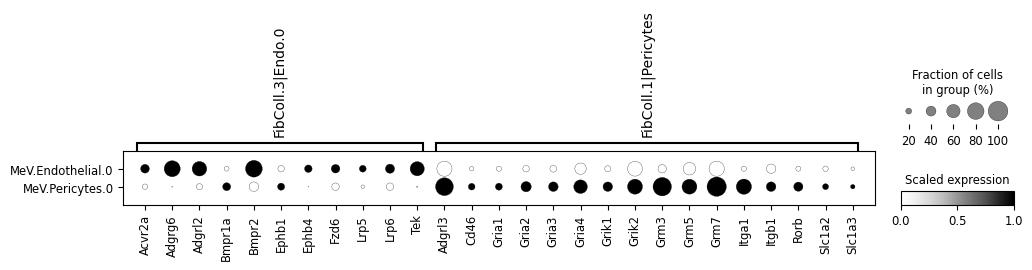 FibColl.3|Endo.0
FibColl.1|Pericytes
MeV.Endothelial.0
MeV.Pericytes.0
Acvr2a
Adgrg6
Adgrl2
Bmpr1a
Bmpr2
Ephb1
Ephb4
Fzd6
Lrp5
Lrp6
Tek
Adgrl3
Cd46
Gria1
Gria2
Gria3
Gria4
Grik1
Grik2
Grm3
Grm5
Grm7
Itga1
Itgb1
Rorb
Slc1a2
Slc1a3
Fraction of cells
in group (%)
20 40 60 80 100
Scaled expression
0.0 0.5 1.0